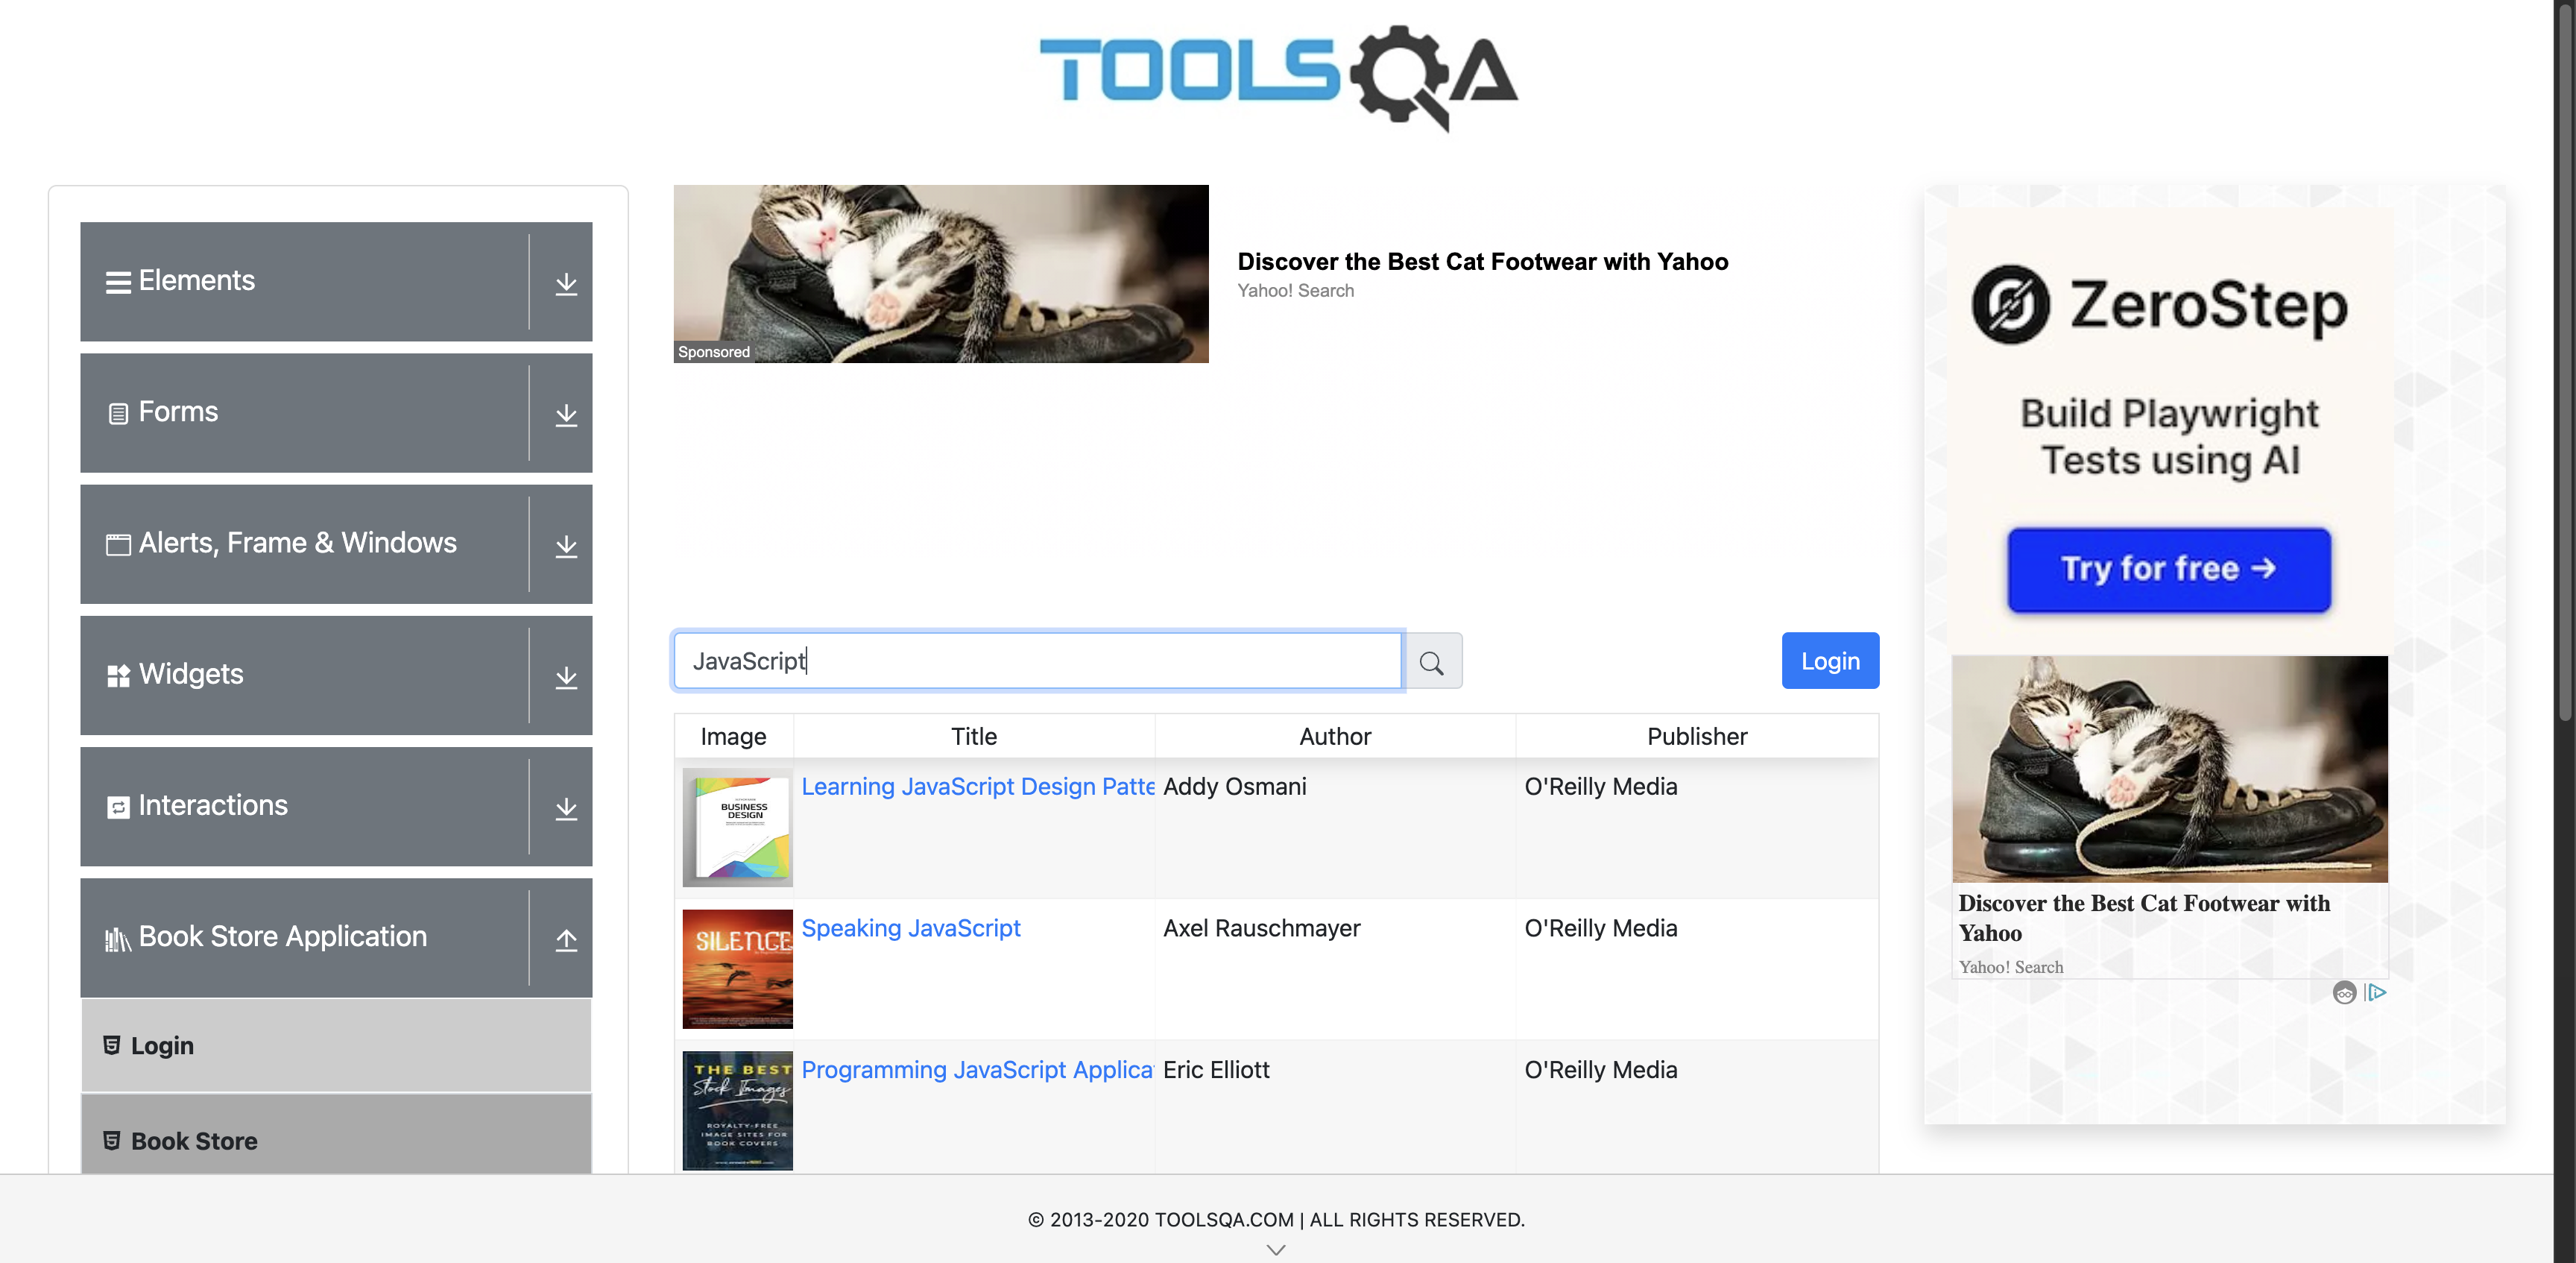 TOOLSQA
Elements
Forms
Alerts, Frame & Windows
Widgets
Interactions
Book Store Application
Login
Book Store
Sponsored
Discover the Best Cat Footwear with Yahoo
Yahoo! Search
JavaScript
Login
Image Title Author Publisher
BUSINESS
DESIGN
Learning JavaScript Design Patte Addy Osmani O'Reilly Media
SILENCE
Speaking JavaScript Axel Rauschmayer O'Reilly Media
THE BEST
Stock Images
ROYALTY-FREE
IMAGE SITES FOR
BOOK COVERS
Programming JavaScript Applica Eric Elliott O'Reilly Media
ZeroStep
Build Playwright
Tests using AI
Try for free →
Discover the Best Cat Footwear with
Yahoo
Yahoo! Search
© 2013-2020 TOOLSQA.COM | ALL RIGHTS RESERVED.